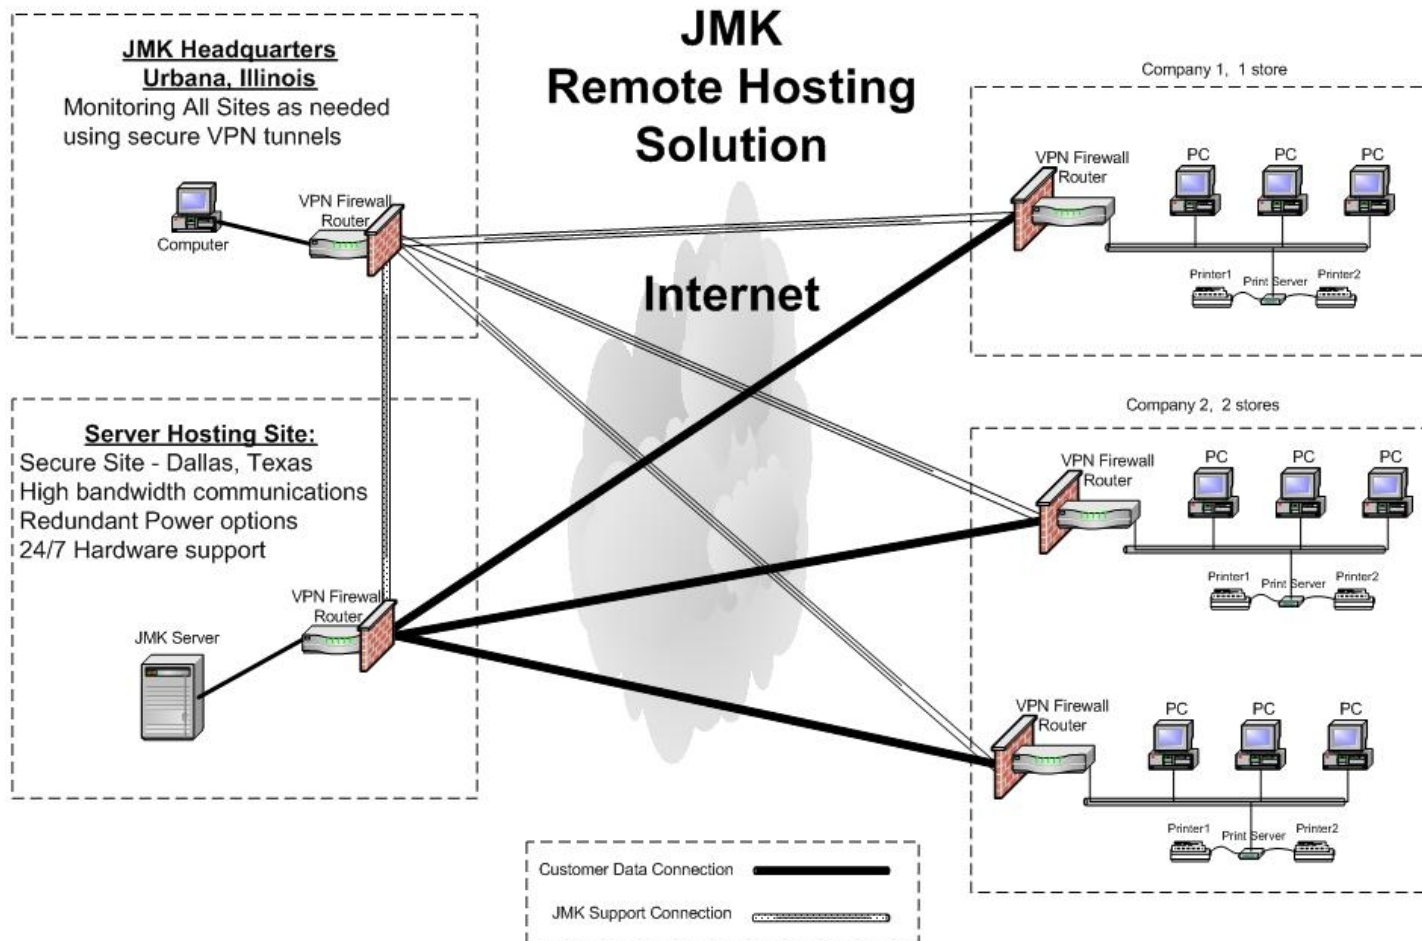 JMK
Remote Hosting
Solution
JMK Headquarters
Urbana, Illinois
Monitoring All Sites as needed
using secure VPN tunnels
VPN Firewall
Router
Computer
Internet
Server Hosting Site:
Secure Site - Dallas, Texas
High bandwidth communications
Redundant Power options
24/7 Hardware support
VPN Firewall
Router
JMK Server
Company 1, 1 store
VPN Firewall
Router
PC
PC
PC
Printer1
Print Server
Printer2
Company 2, 2 stores
VPN Firewall
Router
PC
PC
PC
Printer1
Print Server
Printer2
VPN Firewall
Router
PC
PC
PC
Printer1
Print Server
Printer2
Customer Data Connection
JMK Support Connection